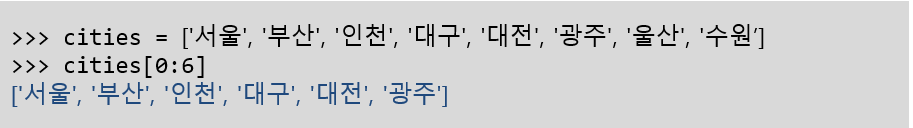 >>> cities = ['서울', '부산', '인천', '대구', '대전', '광주', '울산', '수원’]
>>> cities[0:6]
['서울', '부산', '인천', '대구', '대전', '광주']